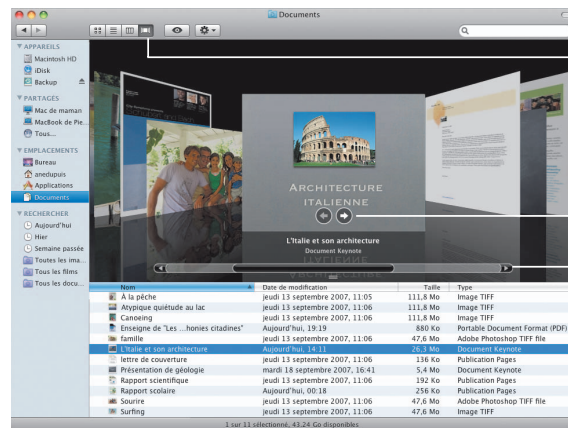 Documents
APPAREILS
Macintosh HD
iDisk
Backup
PARTAGÉS
Mac de maman
MacBook de Pie...
Tous...
EMPLACEMENTS
Bureau
anedupuis
Applications
Documents
RECHERCHER
Aujourd'hui
Hier
Semaine passée
Toutes les ima...
Tous les films
Tous les docu...
ARCHITECTURE
ITALIENNE
L'Italie et son architecture
Document Keynote
Nom Date de modification Taille Type
À la pêche jeudi 13 septembre 2007, 11:05 111,8 Mo Image TIFF
Atypique quiétude au lac jeudi 13 septembre 2007, 11:06 111,8 Mo Image TIFF
Canoeing jeudi 13 septembre 2007, 11:06 111,8 Mo Image TIFF
Enseigne de "Les ...honies citadines" Aujourd'hui, 19:19 880 Ko Portable Document Format (PDF)
famille jeudi 13 septembre 2007, 11:06 47,6 Mo Adobe Photoshop TIFF file
L'Italie et son architecture Aujourd'hui, 14:11 26,3 Mo Document Keynote
lettre de couverture jeudi 13 septembre 2007, 11:06 136 Ko Publication Pages
Présentation de géologie mardi 18 septembre 2007, 16:41 5,4 Mo Document Keynote
Rapport scientifique jeudi 13 septembre 2007, 11:06 192 Ko Publication Pages
Rapport scolaire Aujourd'hui, 00:18 256 Ko Publication Pages
Sourire jeudi 13 septembre 2007, 11:06 47,6 Mo Adobe Photoshop TIFF file
Surfing jeudi 13 septembre 2007, 11:06 111,8 Mo Image TIFF
1 sur 11 sélectionné, 43,24 Go disponibles